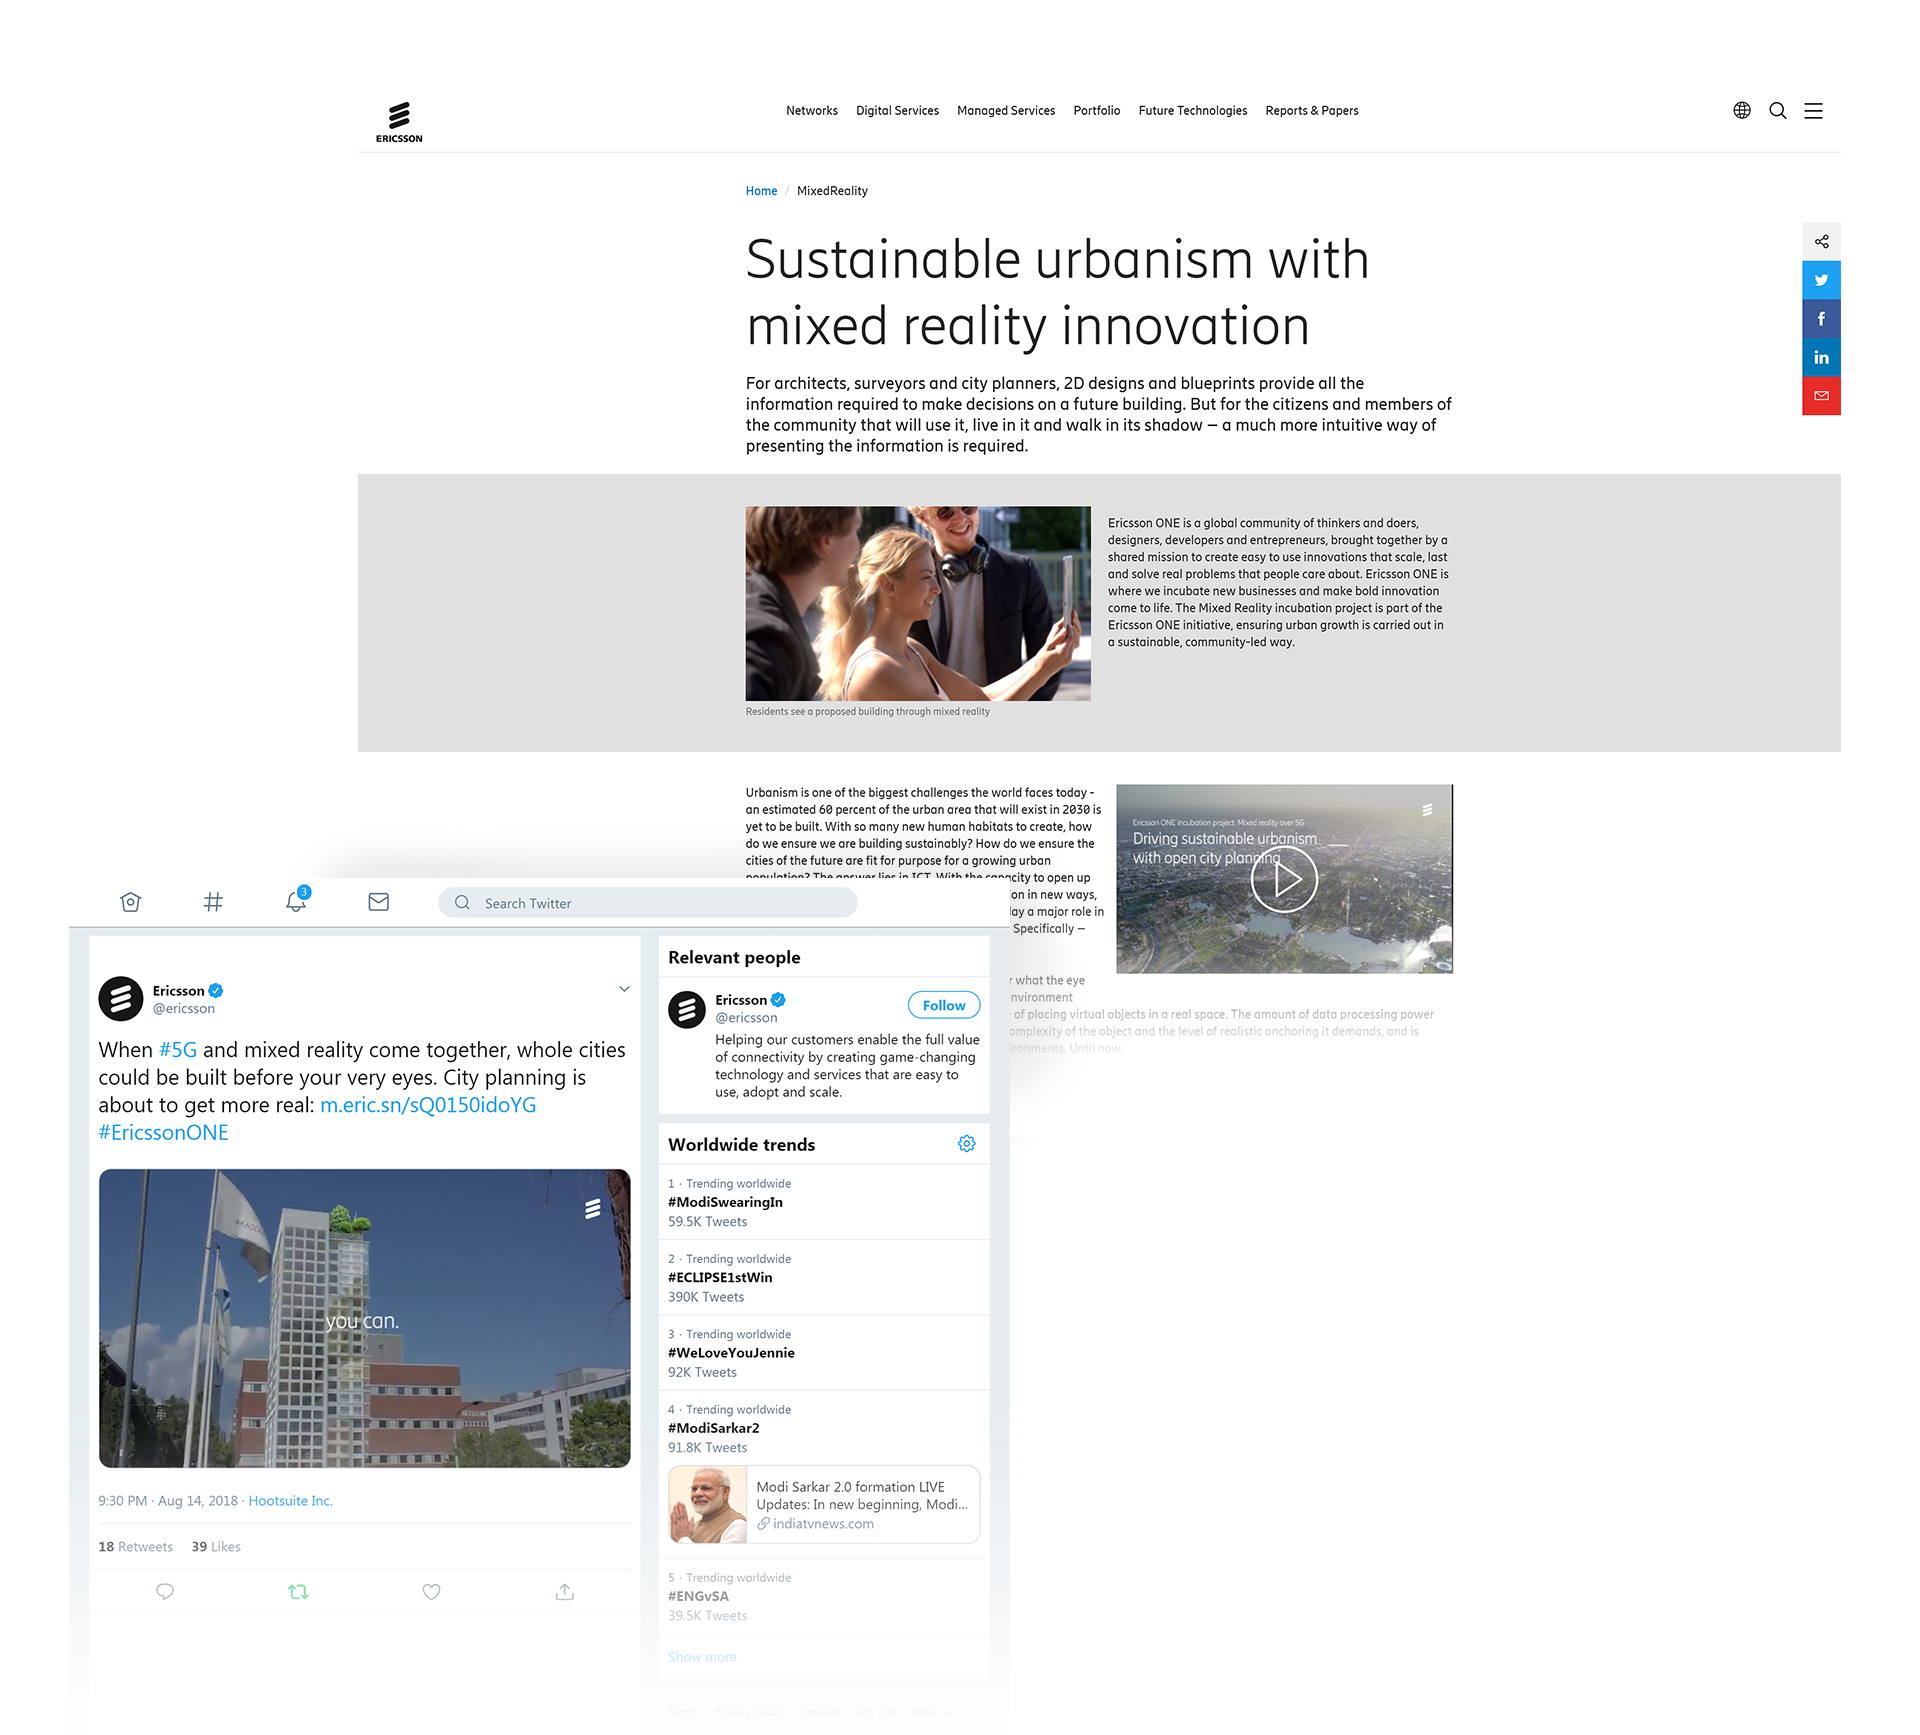 ERICSSON
Networks Digital Services Managed Services Portfolio Future Technologies Reports & Papers
Home / MixedReality
Sustainable urbanism with
mixed reality innovation
For architects, surveyors and city planners, 2D designs and blueprints provide all the
information required to make decisions on a future building. But for the citizens and members of
the community that will use it, live in it and walk in its shadow – a much more intuitive way of
presenting the information is required.
Ericsson ONE is a global community of thinkers and doers,
designers, developers and entrepreneurs, brought together by a
shared mission to create easy to use innovations that scale, last
and solve real problems that people care about. Ericsson ONE is
where we incubate new businesses and make bold innovation
come to life. The Mixed Reality incubation project is part of the
Ericsson ONE initiative, ensuring urban growth is carried out in
a sustainable, community-led way.
Residents see a proposed building through mixed reality
Urbanism is one of the biggest challenges the world faces today -
an estimated 60 percent of the urban area that will exist in 2030 is
yet to be built. With so many new human habitats to create, how
do we ensure we are building sustainably? How do we ensure the
cities of the future are fit for purpose for a growing urban
population? The answer lies in ICT. With the capacity to open up
on in new ways,
a major role in
Specifically –
what the eye
of placing virtual objects in a real space. The amount of data processing power
of the object and the level of realistic anchoring it demands, and is
Until now.
Ericsson ONE incubation project: Mixed reality over 5G
Driving sustainable urbanism
with open city planning
3
Search Twitter
Ericsson
@ericsson
When #5G and mixed reality come together, whole cities
could be built before your very eyes. City planning is
about to get more real: m.eric.sn/sQ0150idoYG
#EricssonONE
you can.
9:30 PM · Aug 14, 2018 · Hootsuite Inc.
18 Retweets 39 Likes
Relevant people
Ericsson
@ericsson
Follow
Helping our customers enable the full value
of connectivity by creating game-changing
technology and services that are easy to
use, adopt and scale.
Worldwide trends
1 · Trending worldwide
#ModiSwearingIn
59.5K Tweets
2 · Trending worldwide
#ECLIPSE1stWin
390K Tweets
3 · Trending worldwide
#WeLoveYouJennie
92K Tweets
4 · Trending worldwide
#ModiSarkar2
91.8K Tweets
Modi Sarkar 2.0 formation LIVE
Updates: In new beginning, Modi...
indiatvnews.com
5 · Trending worldwide
#ENGvSA
39.5K Tweets
Show more
Terms Privacy policy Cookies Ads info More